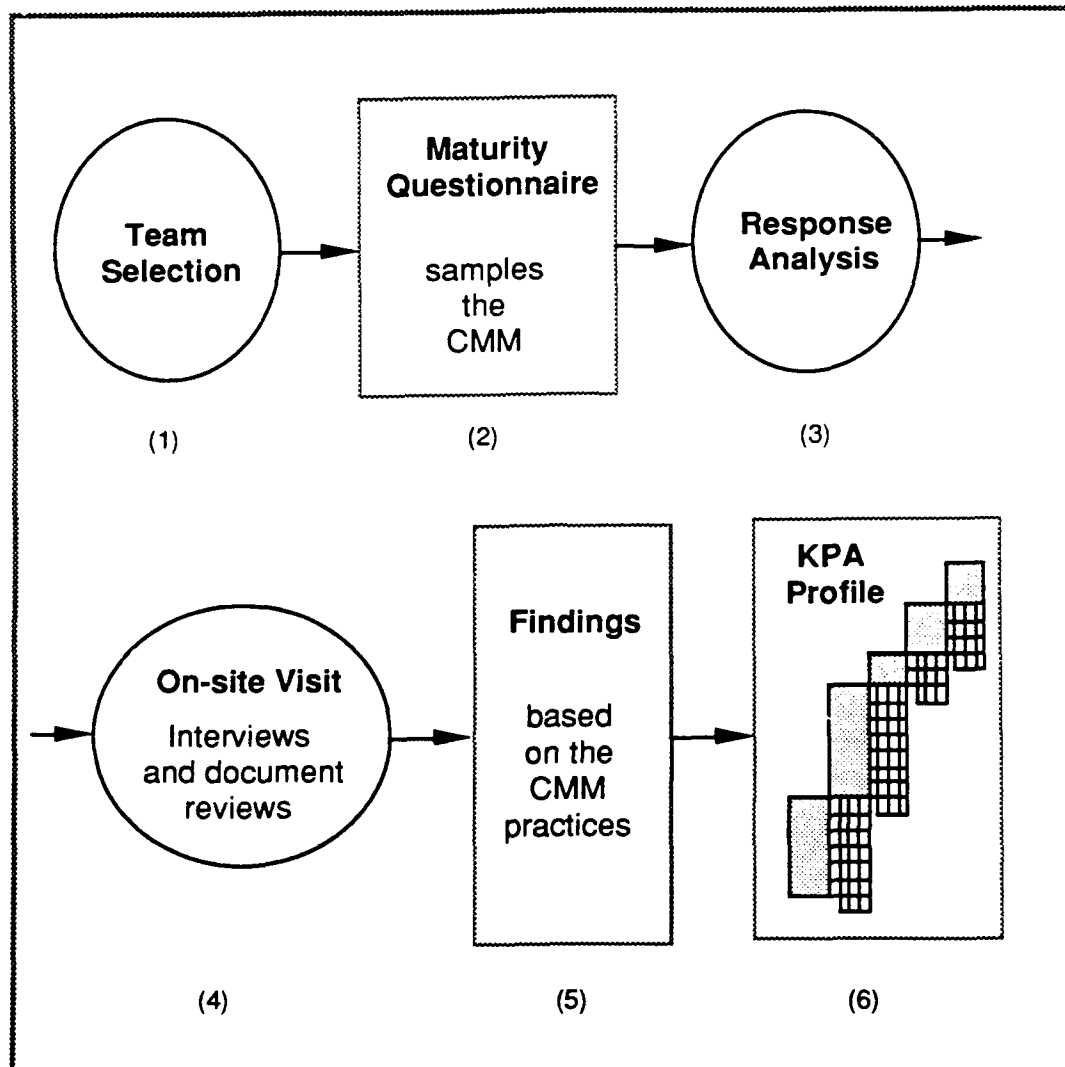 Team
Selection
(1)
Maturity
Questionnaire
samples
the
CMM
(2)
Response
Analysis
(3)
On-site Visit
Interviews
and document
reviews
(4)
Findings
based
on the
CMM
practices
(5)
KPA
Profile
(6)